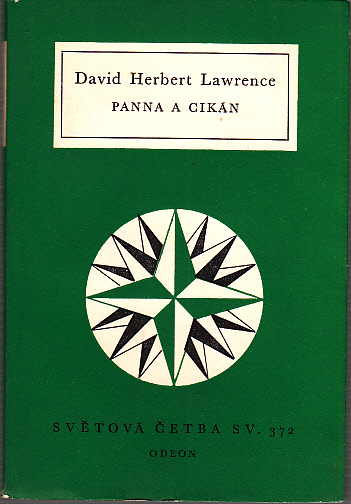 David Herbert Lawrence
PANNA A CIKÁN
SVĚTOVÁ ČETBA SV. 372
ODEON